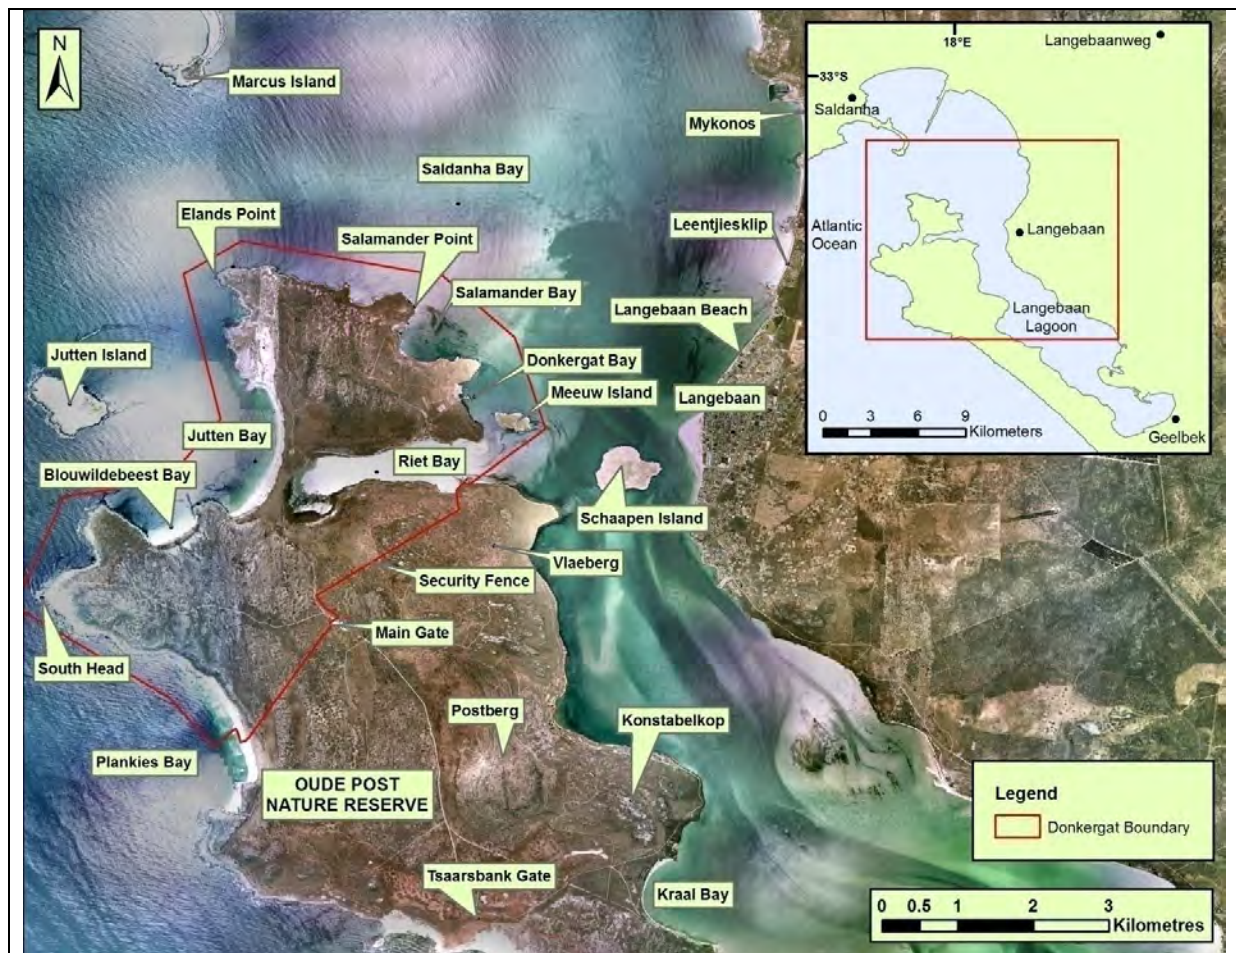 N
Marcus Island
18°E
Langebaanweg
33°S
Saldanha
Mykonos
Saldanha Bay
Elands Point
Salamander Point
Leentjiesklip
Atlantic
Ocean
Langebaan
Salamander Bay
Langebaan Beach
Langebaan
Lagoon
Jutten Island
Donkergat Bay
Meeuw Island
Langebaan
0 3 6 9
Kilometers
Geelbek
Jutten Bay
Riet Bay
Blouwildebeest Bay
Schaapen Island
Vlaeberg
Security Fence
Main Gate
South Head
Postberg
Konstabelkop
Plankies Bay
OUDE POST
NATURE RESERVE
Legend
Donkergat Boundary
Tsaarsbank Gate
Kraal Bay
0 0.5 1 2 3
Kilometres